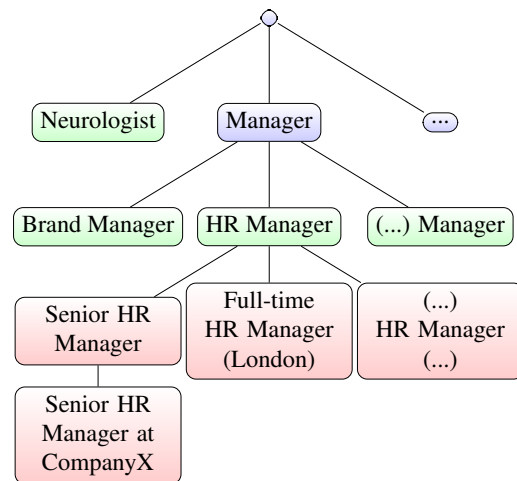 Neurologist
Manager
...
Brand Manager
HR Manager
(...) Manager
Senior HR
Manager
Full-time
HR Manager
(London)
(...)
HR Manager
(...)
Senior HR
Manager at
CompanyX